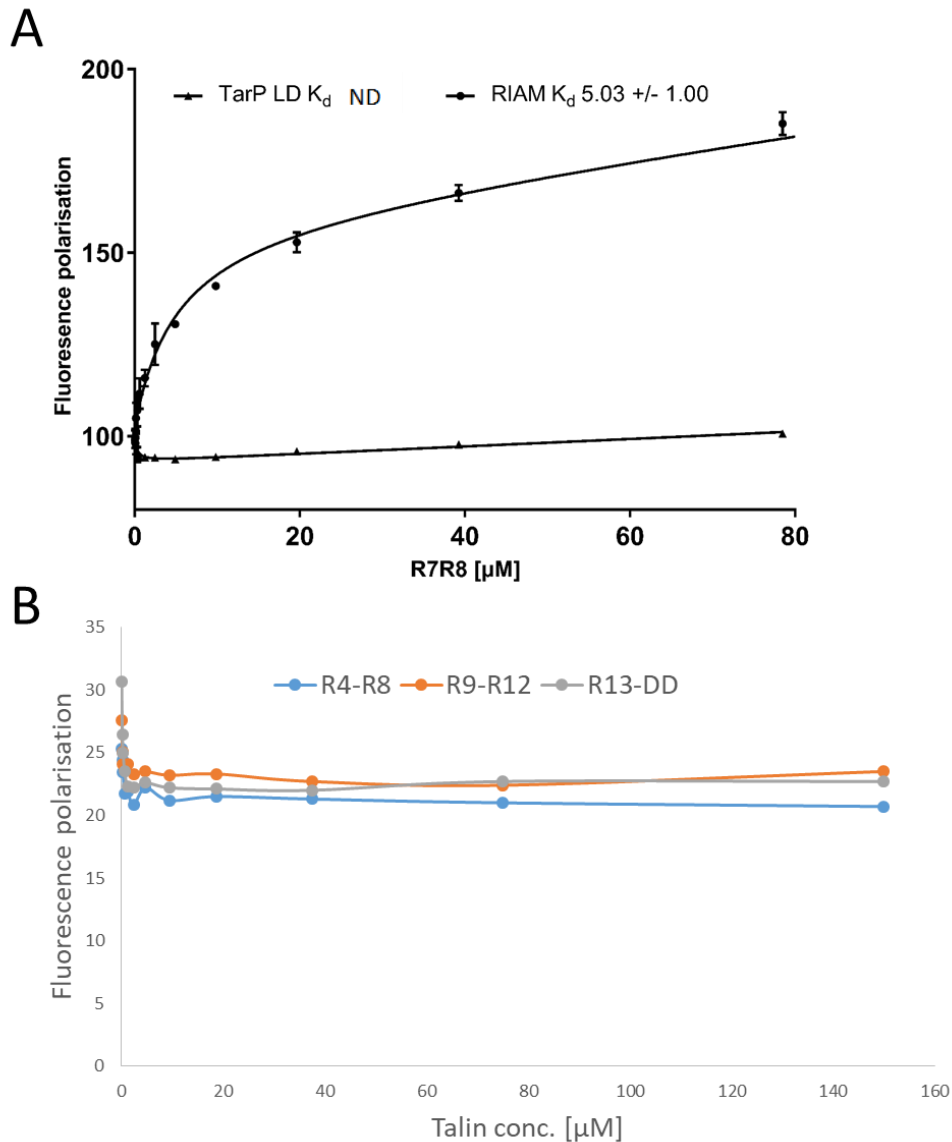 A
200
TarP LD Kd ND RIAM Kd 5.03 +/- 1.00
Fluoresence polarisation
150
100
0 20 40 60 80
R7R8 [µM]
B
35
R4-R8 R9-R12 R13-DD
30
25
Fluorescence polarisation
20
15
10
5
0
0 20 40 60 80 100 120 140 160
Talin conc. [µM]